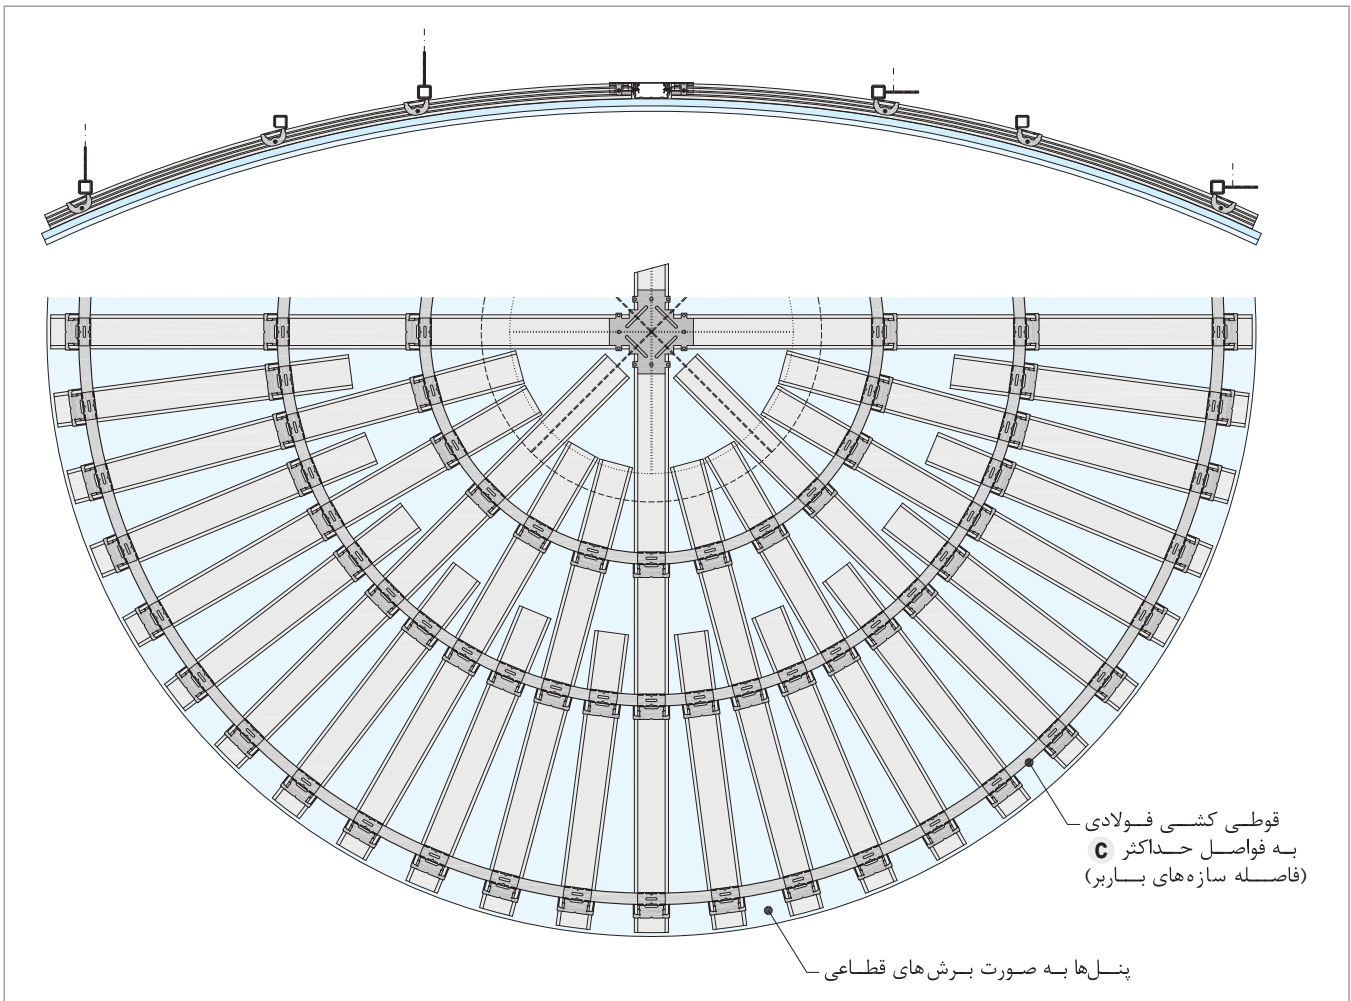 قوطی کشی فولادی
به فواصل حداکثر C
(فاصله سازه‌های باربر)
پنل‌ها به صورت برش‌های قطاعی